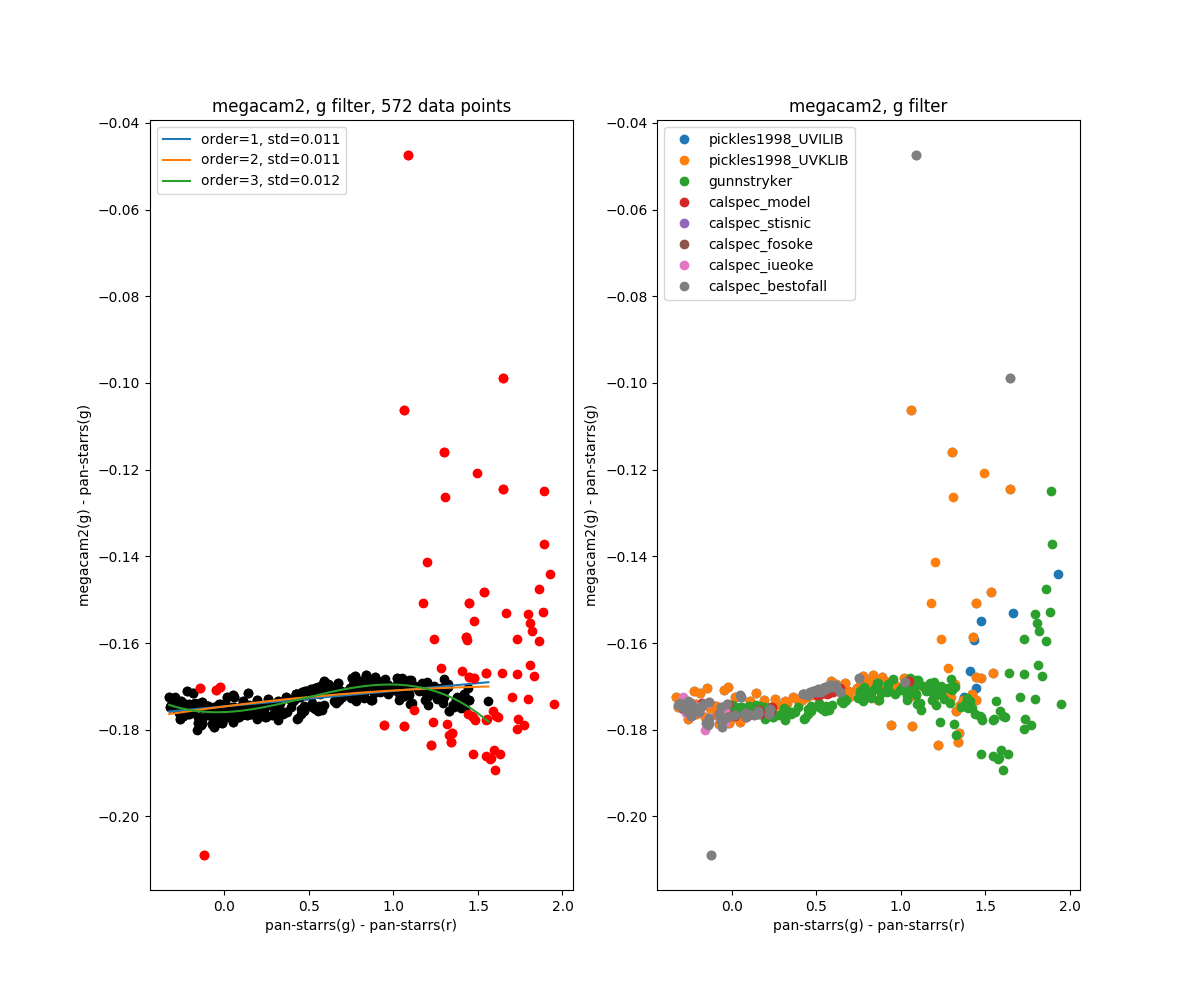 megacam2, g filter, 572 data points
order=1, std=0.011
order=2, std=0.011
order=3, std=0.012
−0.04
−0.06
−0.08
−0.10
−0.12
−0.14
−0.16
−0.18
−0.20
megacam2(g) - pan-starrs(g)
0.0 0.5 1.0 1.5 2.0
pan-starrs(g) - pan-starrs(r)
megacam2, g filter
pickles1998_UVILIB
pickles1998_UVKLIB
gunnstryker
calspec_model
calspec_stisnic
calspec_fosoke
calspec_iueoke
calspec_bestofall
−0.04
−0.06
−0.08
−0.10
−0.12
−0.14
−0.16
−0.18
−0.20
megacam2(g) - pan-starrs(g)
0.0 0.5 1.0 1.5 2.0
pan-starrs(g) - pan-starrs(r)